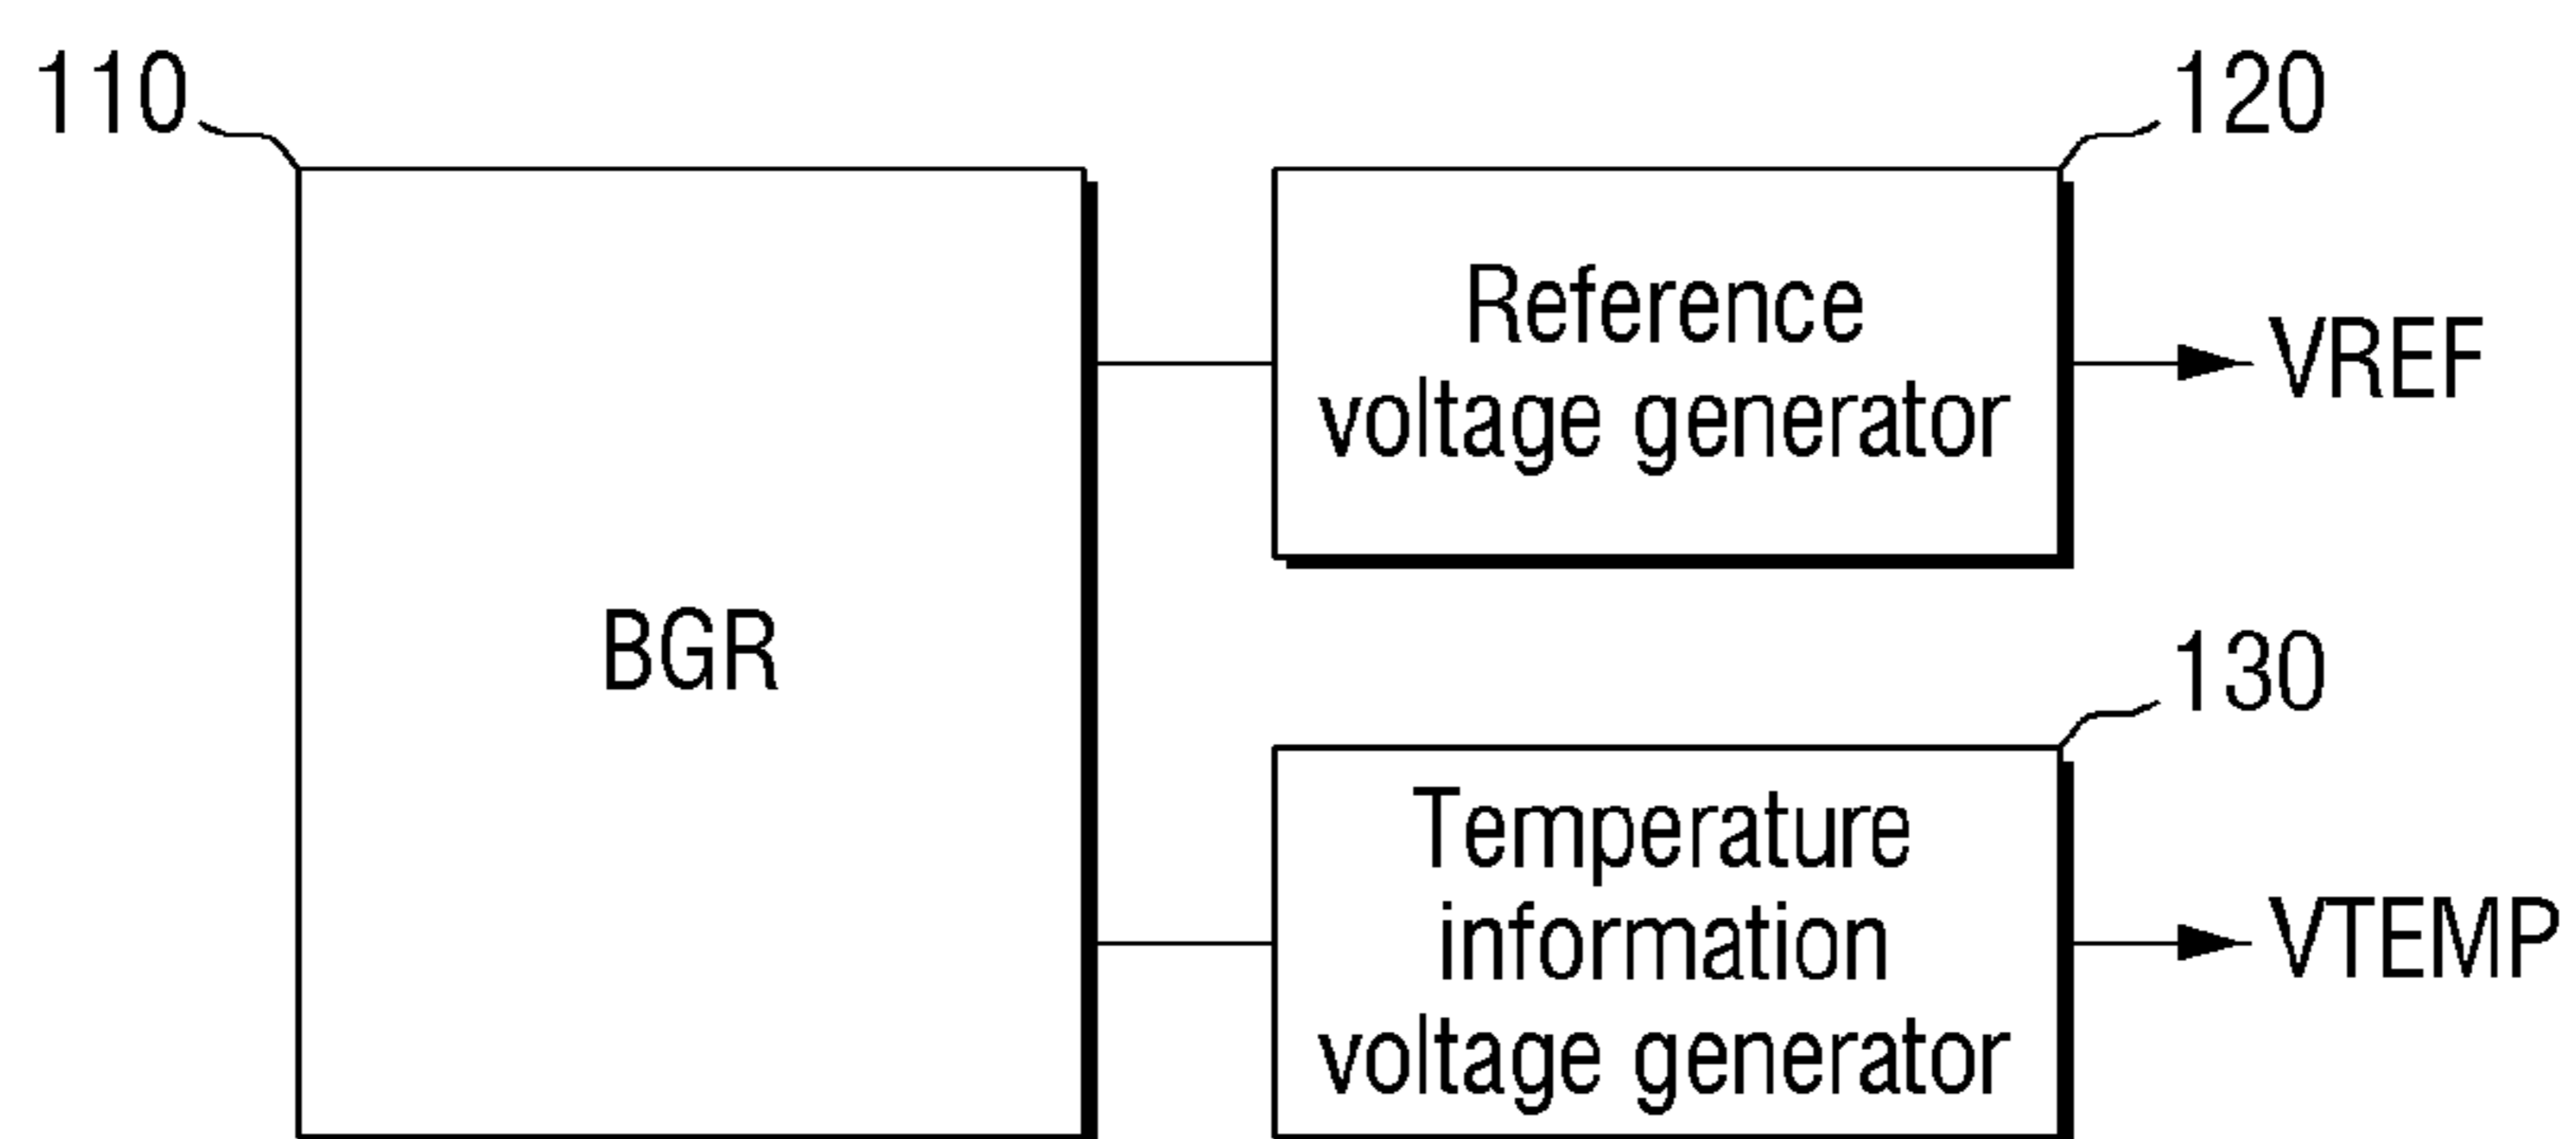 110
120
BGR
Reference
voltage generator
VREF
130
Temperature
information
voltage generator
VTEMP